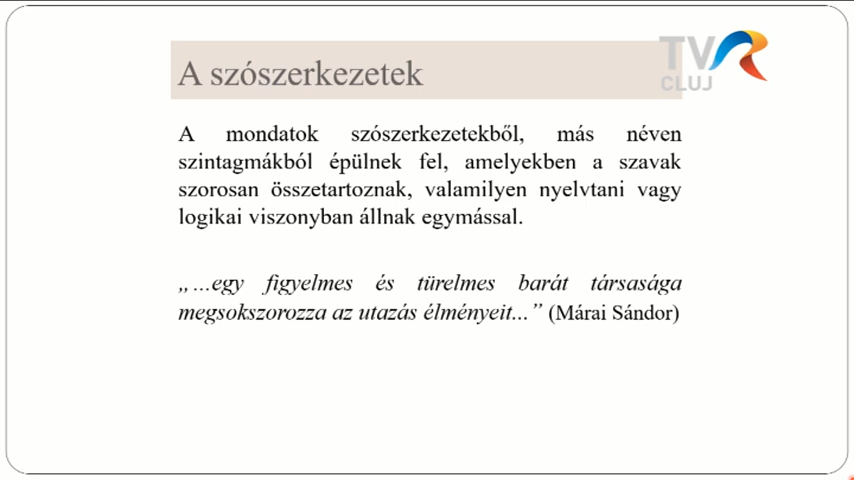 TVR
CLUJ
A szószerkezetek
A mondatok szószerkezetekből, más néven
szintagmákból épülnek fel, amelyekben a szavak
szorosan összetartoznak, valamilyen nyelvtani vagy
logikai viszonyban állnak egymással.
„...egy figyelmes és türelmes barát társasága
megsokszorozza az utazás élményeit...” (Márai Sándor)